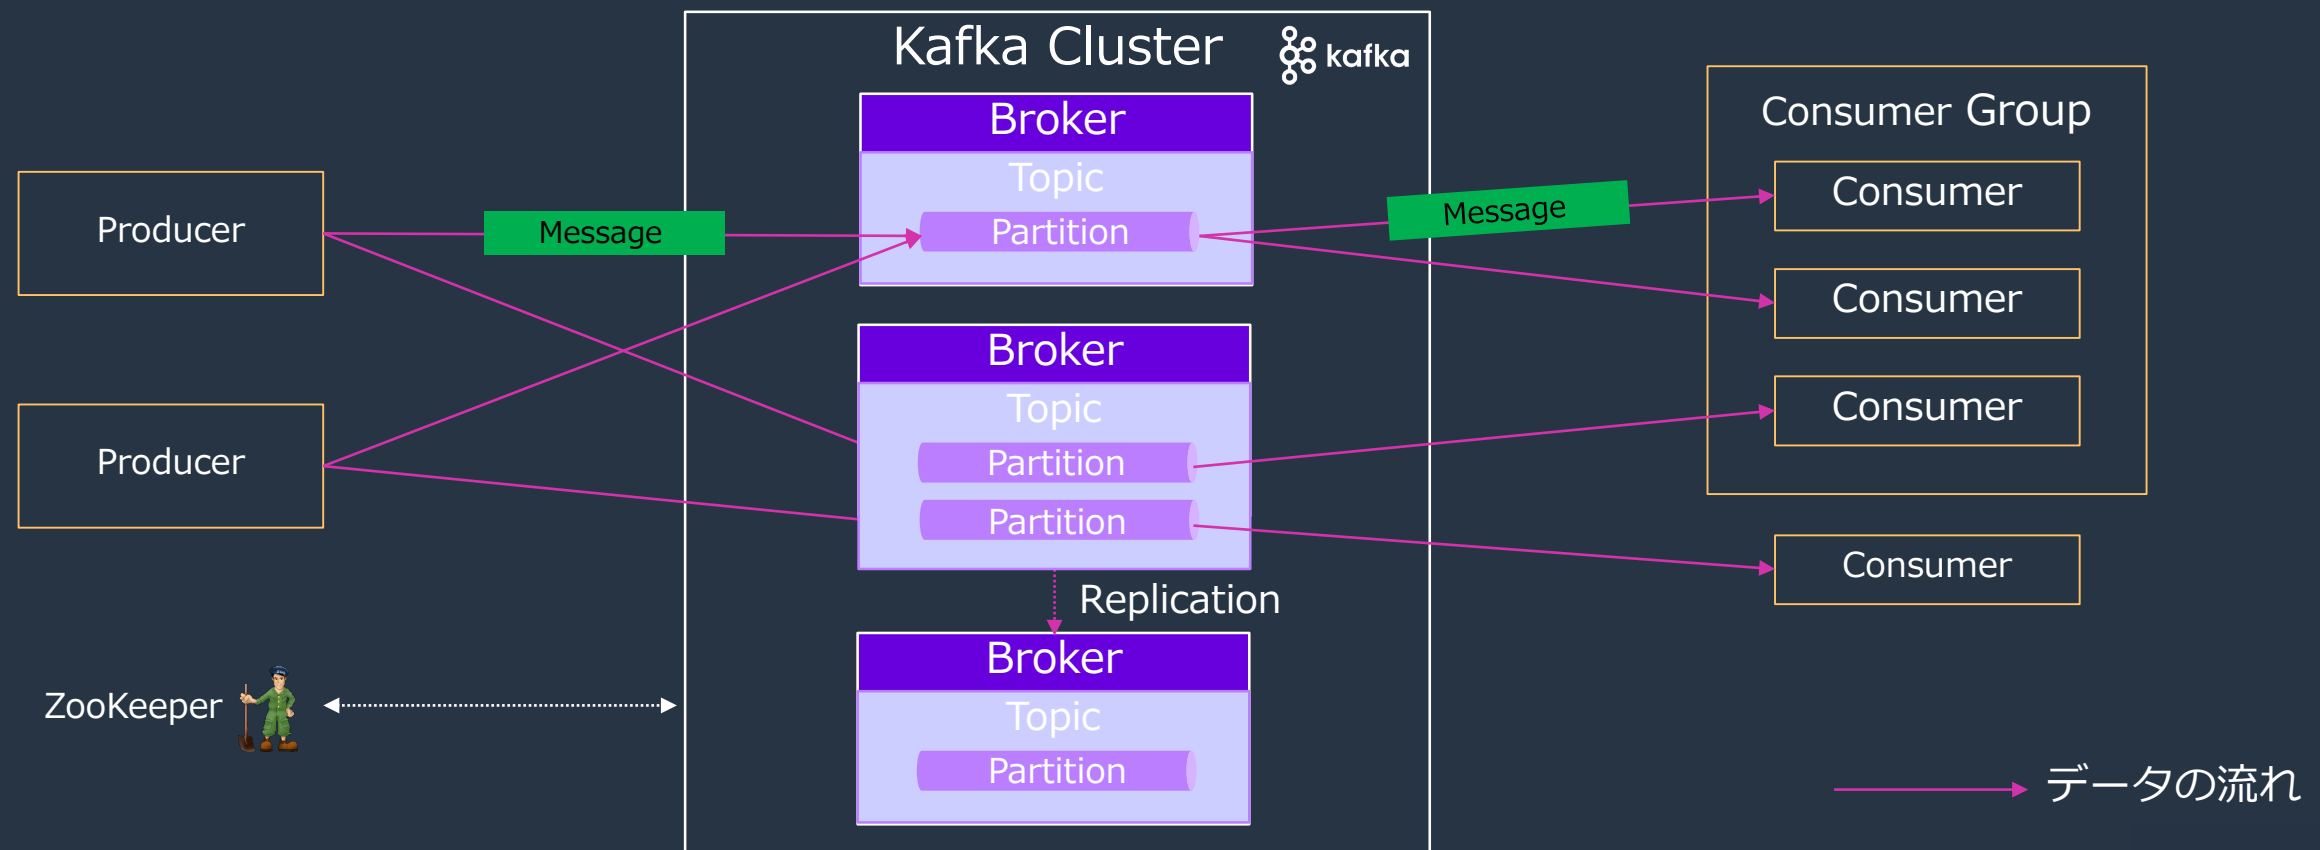 Kafka Cluster
kafka
Producer
Producer
Message
ZooKeeper
Broker
Topic
Partition
Broker
Topic
Partition
Partition
Replication
Broker
Topic
Partition
Message
Consumer Group
Consumer
Consumer
Consumer
Consumer
データの流れ